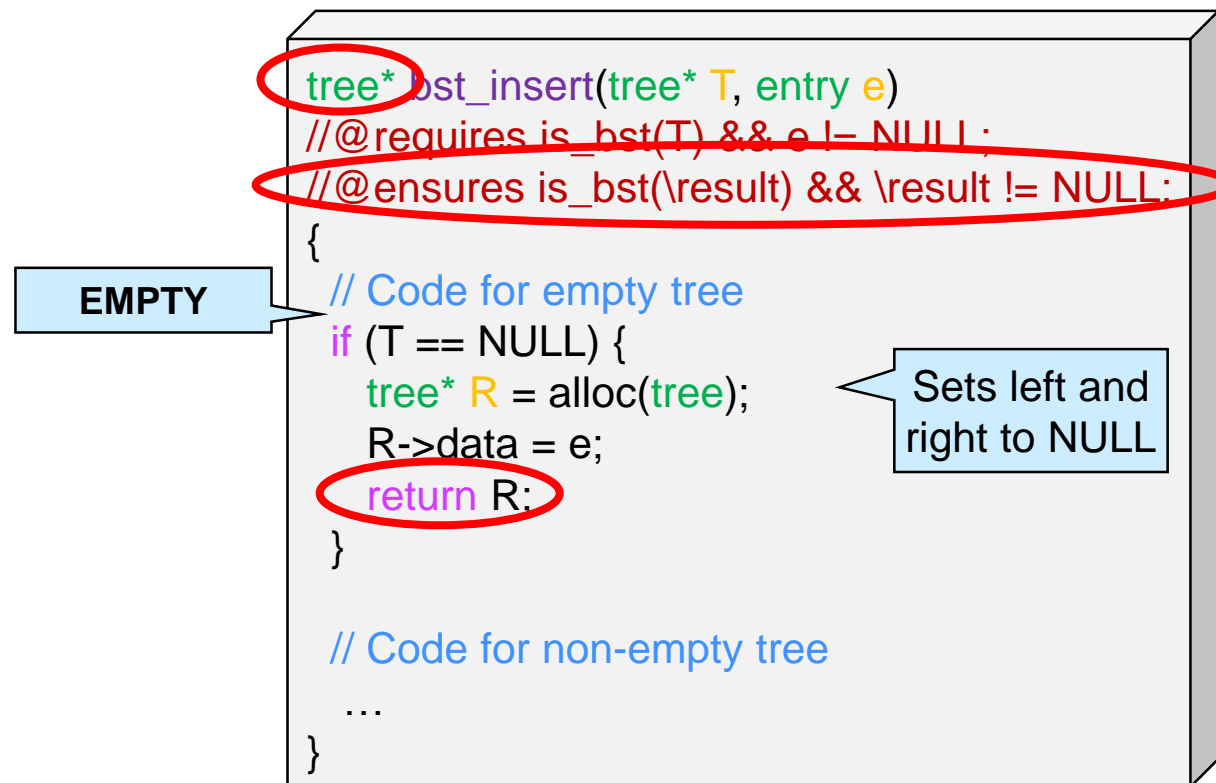 tree* bst_insert(tree* T, entry e)
//@requires is_bst(T) && e != NULL;
//@ensures is_bst(\result) && \result != NULL;
{
// Code for empty tree
EMPTY
if (T == NULL) {
tree* R = alloc(tree);
R->data = e;
Sets left and
right to NULL
return R;
}
// Code for non-empty tree
…
}